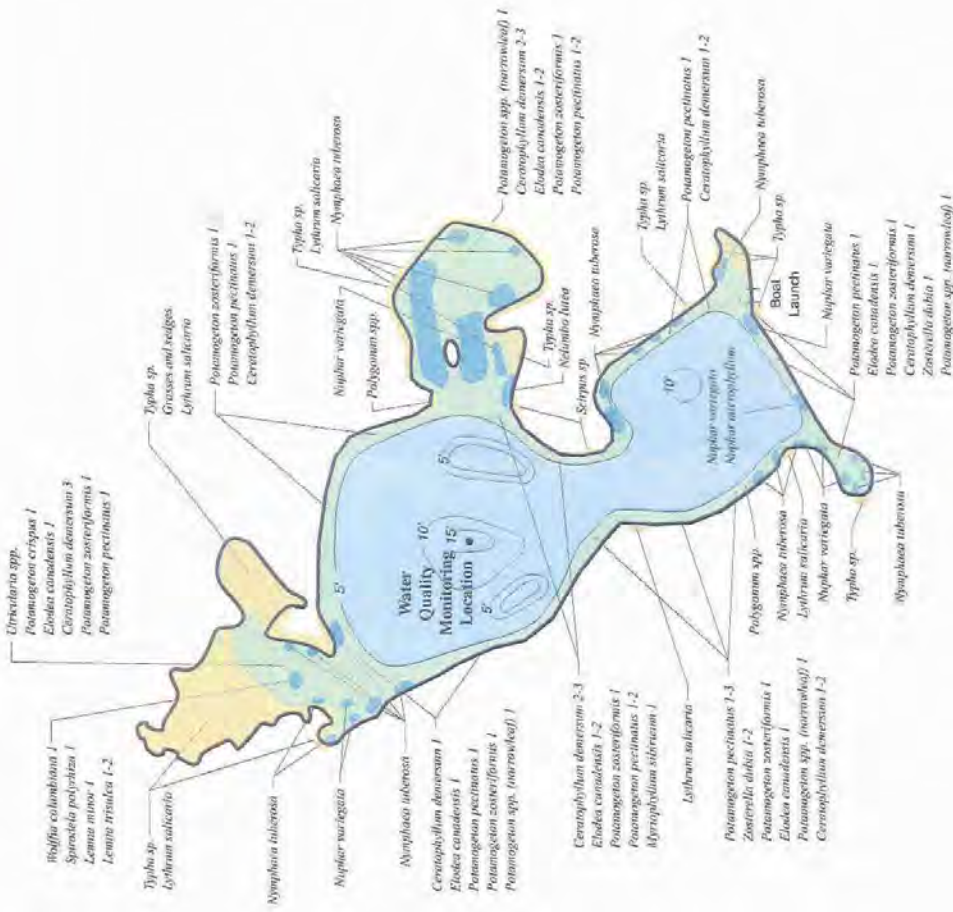 Utricularia spp.
Potamogeton crispus 1
Elodea canadensis 1
Ceratophyllum demersum 3
Potamogeton zosteriformis 1
Potamogeton pectinatus 1
Typha sp.
Grasses and sedges
Lythrum salicaria
Potamogeton zosteriformis 1
Potamogeton pectinatus 1
Ceratophyllum demersum 1-2
Nuphar variegata
Polygonum spp.
Typha sp.
Lythrum salicaria
Nymphaea tuberosa
Potamogeton spp. (narrowleaf) 1
Ceratophyllum demersum 2-3
Elodea canadensis 1-2
Potamogeton zosteriformis 1
Potamogeton pectinatus 1-2
Typha sp.
Nelumbo lutea
Scirpus sp.
Nymphaea tuberosa
Typha sp.
Lythrum salicaria
Potamogeton pectinatus 1
Ceratophyllum demersum 1-2
Nymphaea tuberosa
Typha sp.
Boat
Launch
Nuphar variegata
Potamogeton pectinatus 1
Elodea canadensis 1
Potamogeton zosteriformis 1
Ceratophyllum demersum 1
Zosterella dubia 1
Potamogeton spp. (narrowleaf) 1
5'
5'
Water
Quality
Monitoring
Location
10'
15'
5'
10'
Nuphar variegata
Nuphar microphyllum
Wolffia columbiana 1
Spirodela polyrhiza 1
Lemna minor 1
Lemna trisulca 1-2
Typha sp.
Lythrum salicaria
Nymphaea tuberosa
Nuphar variegata
Nymphaea tuberosa
Ceratophyllum demersum 1
Elodea canadensis 1
Potamogeton pectinatus 1
Potamogeton zosteriformis 1
Potamogeton spp. (narrowleaf) 1
Ceratophyllum demersum 2-3
Elodea canadensis 1-2
Potamogeton zosteriformis 1
Potamogeton pectinatus 1-2
Myriophyllum sibiricum 1
Lythrum salicaria
Potamogeton pectinatus 1-3
Zosterella dubia 1-2
Potamogeton zosteriformis 1
Elodea canadensis 1
Potamogeton spp. (narrowleaf) 1
Ceratophyllum demersum 1-2
Polygonum spp.
Nymphaea tuberosa
Lythrum salicaria
Nuphar variegata
Typha sp.
Nymphaea tuberosa